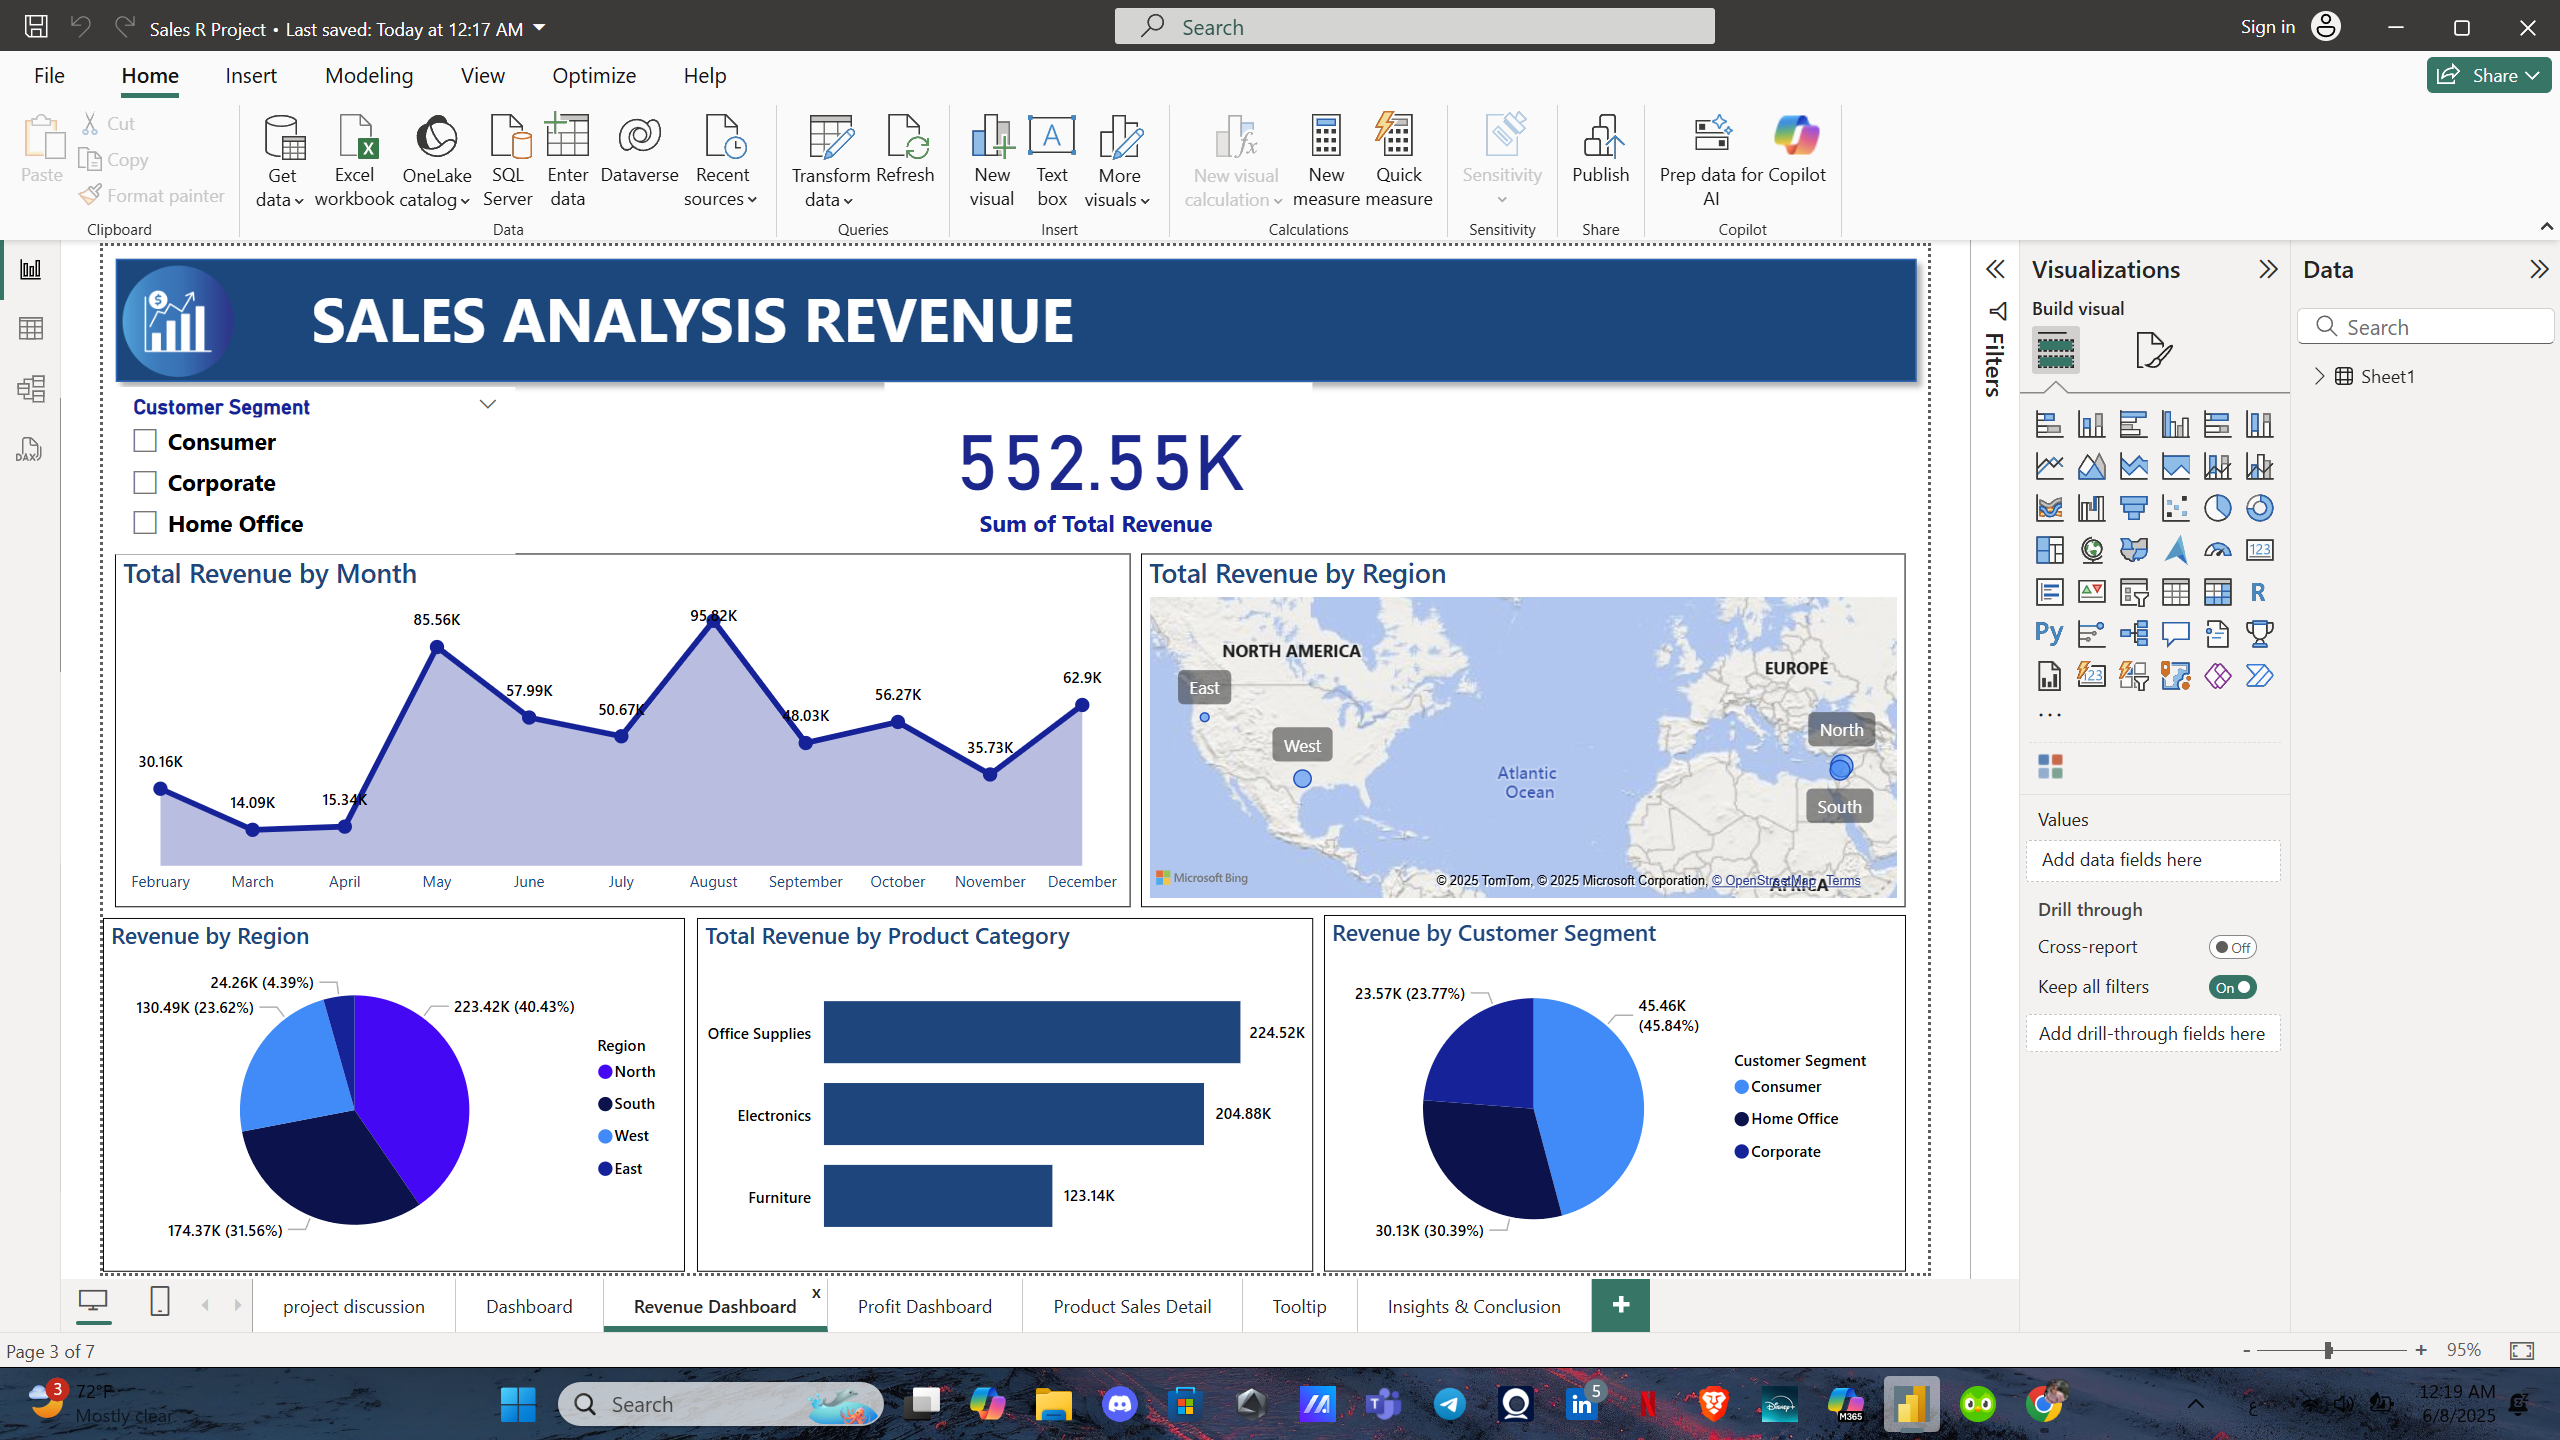 Sales R Project • Last saved: Today at 12:17 AM
Search
Sign in
File
Home
Insert
Modeling
View
Optimize
Help
Share
Paste
Cut
Copy
Format painter
Clipboard
Get data
Excel workbook
OneLake catalog
SQL Server
Enter data
Dataverse
Recent sources
Data
Transform data
Refresh
Queries
New visual
Text box
More visuals
Insert
New visual calculation
New measure
Quick measure
Calculations
Sensitivity
Sensitivity
Publish
Share
Prep data for AI
Copilot
Copilot
SALES ANALYSIS REVENUE
Customer Segment
Consumer
Corporate
Home Office
552.55K
Sum of Total Revenue
Total Revenue by Month
30.16K
14.09K
15.34K
85.56K
57.99K
50.67K
95.82K
48.03K
56.27K
35.73K
62.9K
February
March
April
May
June
July
August
September
October
November
December
Total Revenue by Region
NORTH AMERICA
EUROPE
East
West
North
South
Atlantic
Ocean
AFRICA
Microsoft Bing
© 2025 TomTom, © 2025 Microsoft Corporation, © OpenStreetMap Terms
Revenue by Region
24.26K (4.39%)
130.49K (23.62%)
223.42K (40.43%)
174.37K (31.56%)
Region
North
South
West
East
Total Revenue by Product Category
Office Supplies
224.52K
Electronics
204.88K
Furniture
123.14K
Revenue by Customer Segment
23.57K (23.77%)
45.46K
(45.84%)
30.13K (30.39%)
Customer Segment
Consumer
Home Office
Corporate
Filters
Visualizations
Build visual
123
R
Py
123
...
Values
Add data fields here
Drill through
Cross-report
Off
Keep all filters
On
Add drill-through fields here
Data
Search
Sheet1
DAX
project discussion
Dashboard
Revenue Dashboard
x
Profit Dashboard
Product Sales Detail
Tooltip
Insights & Conclusion
+
Page 3 of 7
- + 95%
3
72°F
Mostly clear
Search
5
Disney+
M365
ع
12:19 AM
6/8/2025